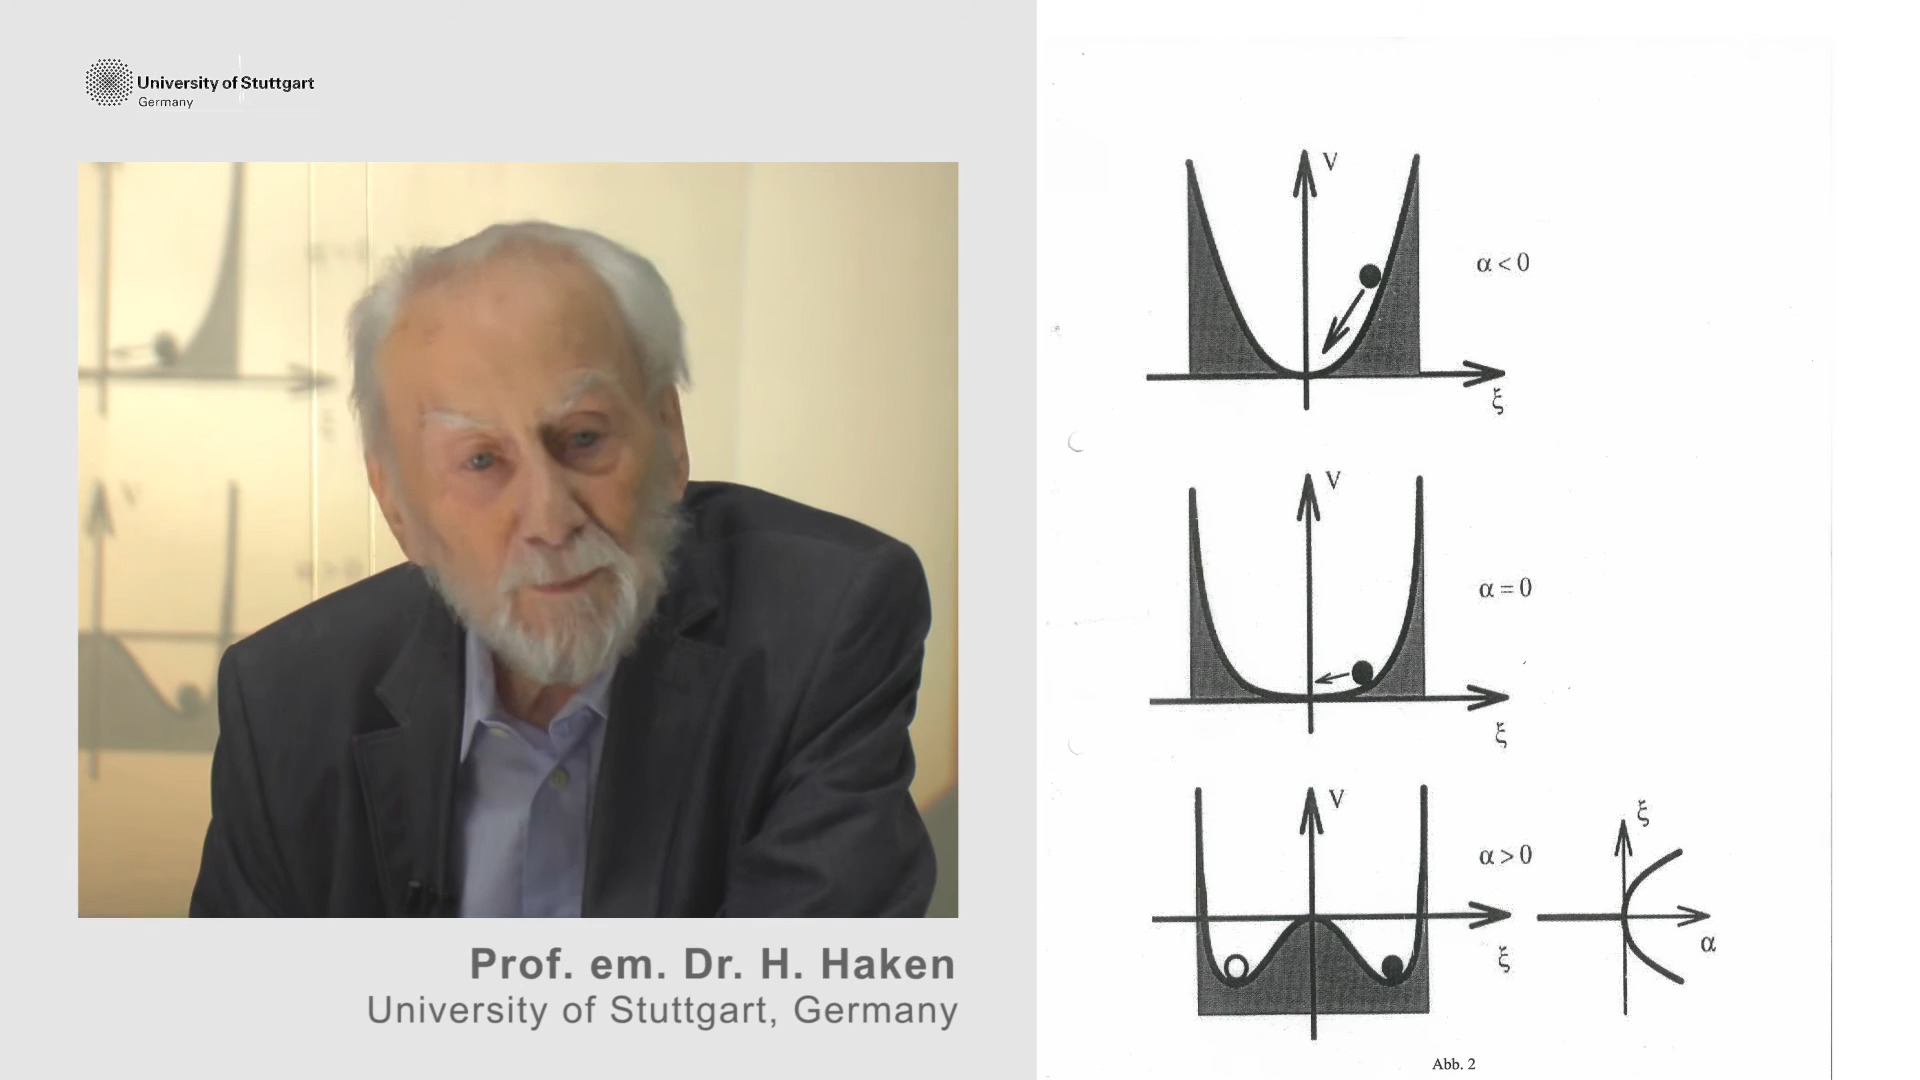 University of Stuttgart
Germany
Prof. em. Dr. H. Haken
University of Stuttgart, Germany
V
α < 0
ξ
V
α = 0
ξ
V
α > 0
ξ
ξ
α
Abb. 2